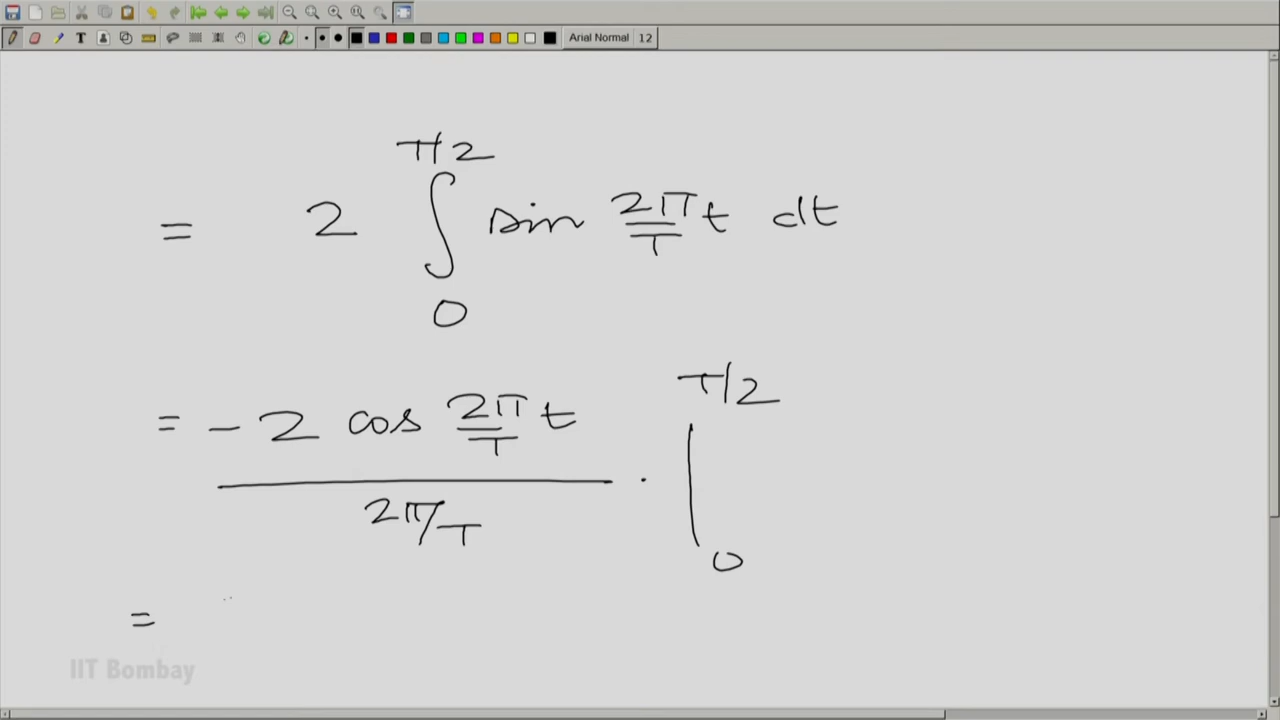 Arial Normal 12
T/2
= 2 ∫ sin 2π/T t dt
0
= -2 cos 2π/T t / 2π/T · | T/2 0
=
IIT Bombay